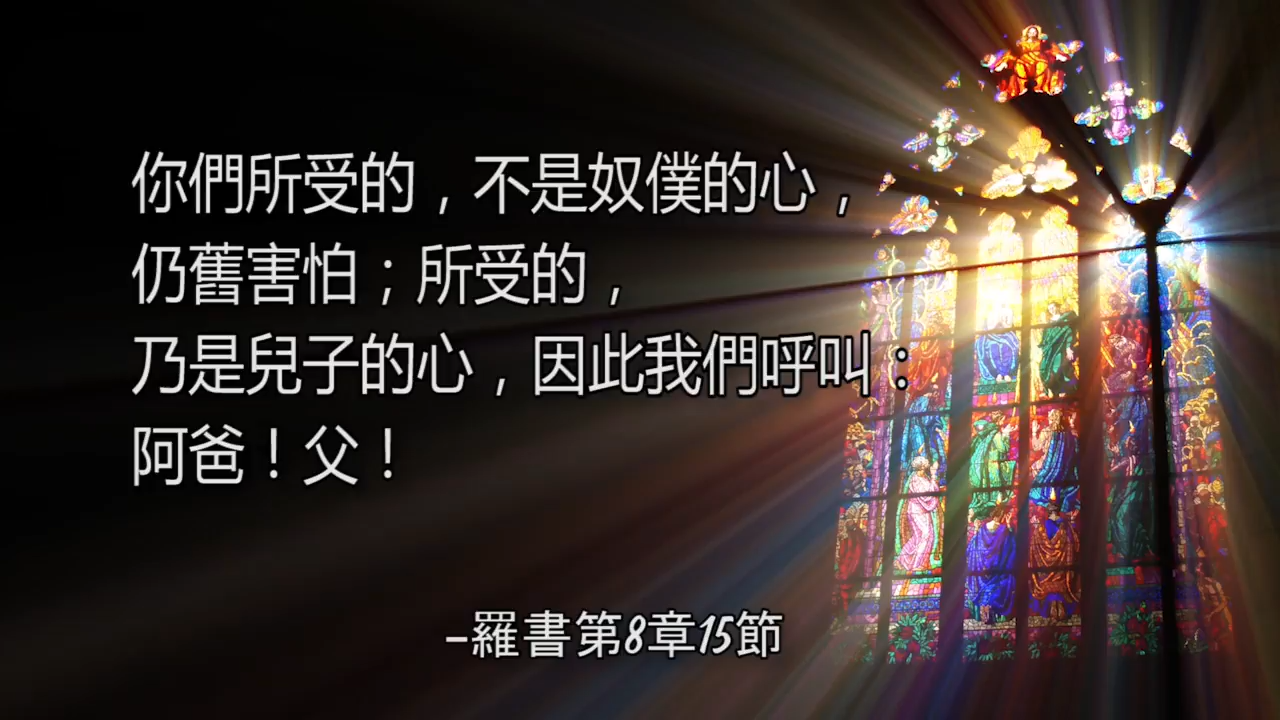 你們所受的，不是奴僕的心，
仍舊害怕；所受的，
乃是兒子的心，因此我們呼叫：
阿爸！父！
–羅書第8章15節